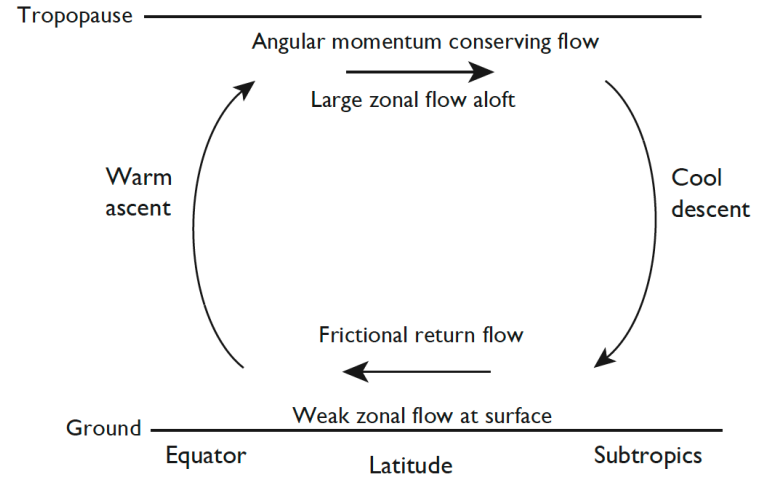 Tropopause
Angular momentum conserving flow
Large zonal flow aloft
Warm
ascent
Cool
descent
Frictional return flow
Weak zonal flow at surface
Ground
Equator
Latitude
Subtropics